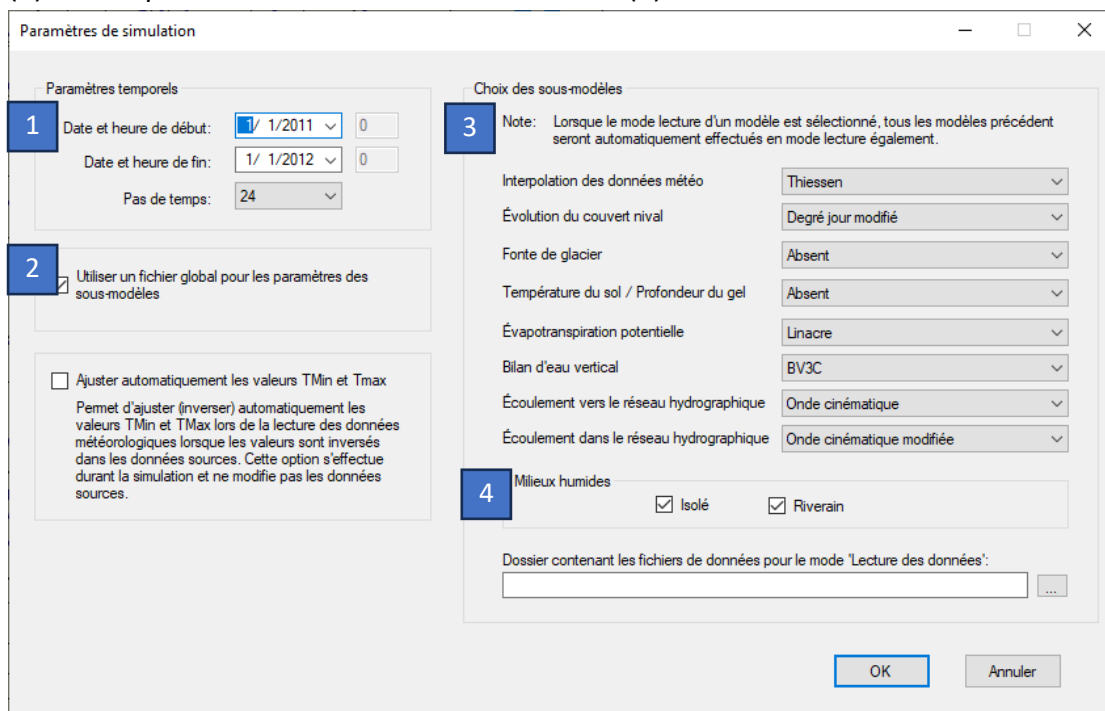 Paramètres de simulation
Paramètres temporels
1
Date et heure de début: 1/ 1/2011 0
Date et heure de fin: 1/ 1/2012 0
Pas de temps: 24
2
Utiliser un fichier global pour les paramètres des
sous-modèles
Ajuster automatiquement les valeurs TMin et Tmax
Permet d'ajuster (inverser) automatiquement les
valeurs TMin et TMax lors de la lecture des données
météorologiques lorsque les valeurs sont inversés
dans les données sources. Cette option s'effectue
durant la simulation et ne modifie pas les données
sources.
Choix des sous-modèles
3
Note: Lorsque le mode lecture d'un modèle est sélectionné, tous les modèles précédent
seront automatiquement effectués en mode lecture également.
Interpolation des données météo Thiessen
Évolution du couvert nival Degré jour modifié
Fonte de glacier Absent
Température du sol / Profondeur du gel Absent
Évapotranspiration potentielle Linacre
Bilan d'eau vertical BV3C
Écoulement vers le réseau hydrographique Onde cinématique
Écoulement dans le réseau hydrographique Onde cinématique modifiée
4
Milieux humides
Isolé Riverain
Dossier contenant les fichiers de données pour le mode 'Lecture des données':
...
OK Annuler